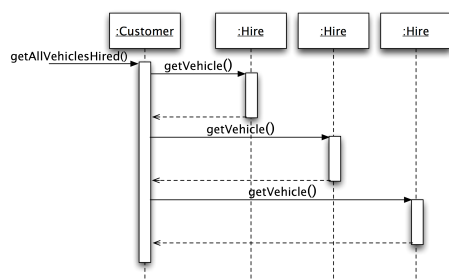 :Customer
:Hire
:Hire
:Hire
getAllVehiclesHired()
getVehicle()
getVehicle()
getVehicle()